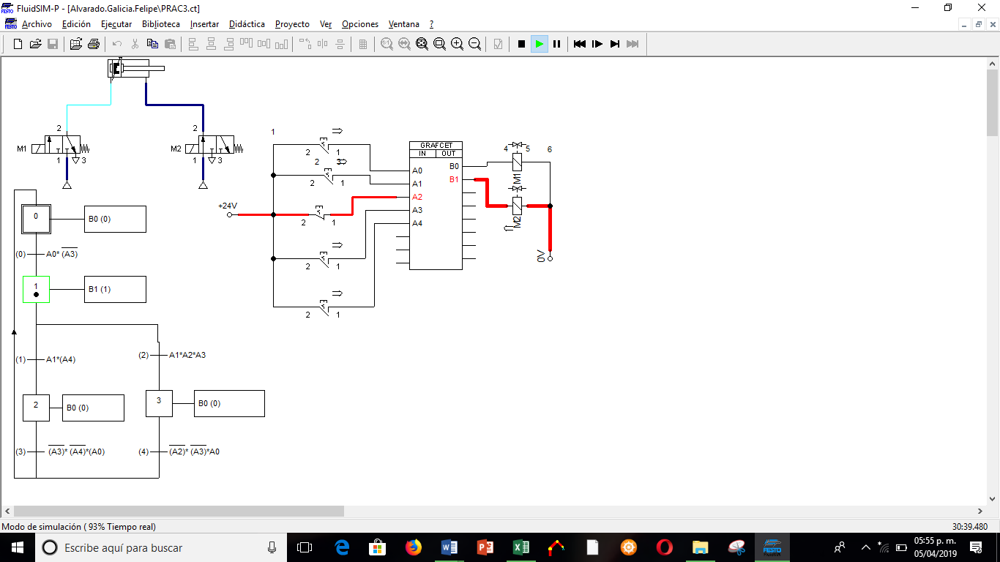 FluidSIM-P - [Alvarado.Galicia.Felipe\PRAC3.ct]
Archivo Edición Ejecutar Biblioteca Insertar Didáctica Proyecto Ver Opciones Ventana ?
2 2
M1 M2
1 3 1 3
1
2 1
2 3
2 1
+24V
2 1
2 1
2 1
GRAFCET
IN OUT
A0 B0
A1 B1
A2
A3
A4
4 5 6
M1
M2
0V
0 B0 (0)
(0) A0* (A3)
1 B1 (1)
(1) A1*(A4)
(2) A1*A2*A3
2 B0 (0)
3 B0 (0)
(3) (A3)* (A4)*(A0)
(4) (A2)* (A3)*A0
Modo de simulación ( 93% Tiempo real) 30:39.480
Escribe aquí para buscar
FESTO
05:55 p. m.
05/04/2019